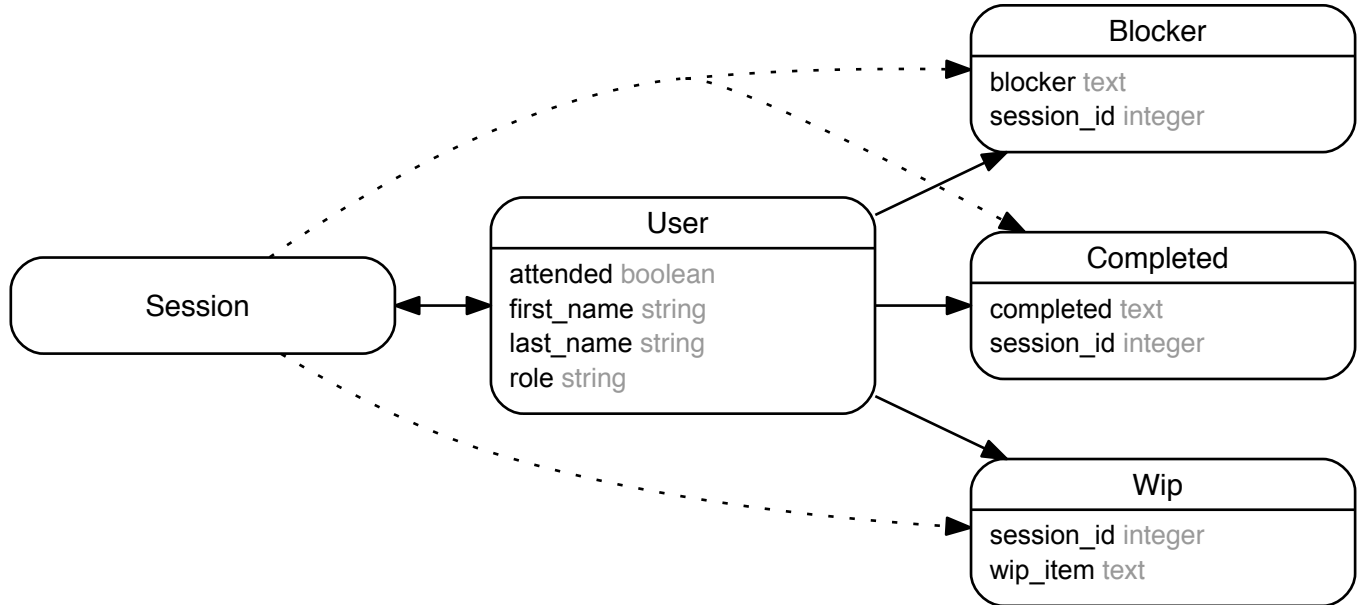 Session
User
attended boolean
first_name string
last_name string
role string
Blocker
blocker text
session_id integer
Completed
completed text
session_id integer
Wip
session_id integer
wip_item text